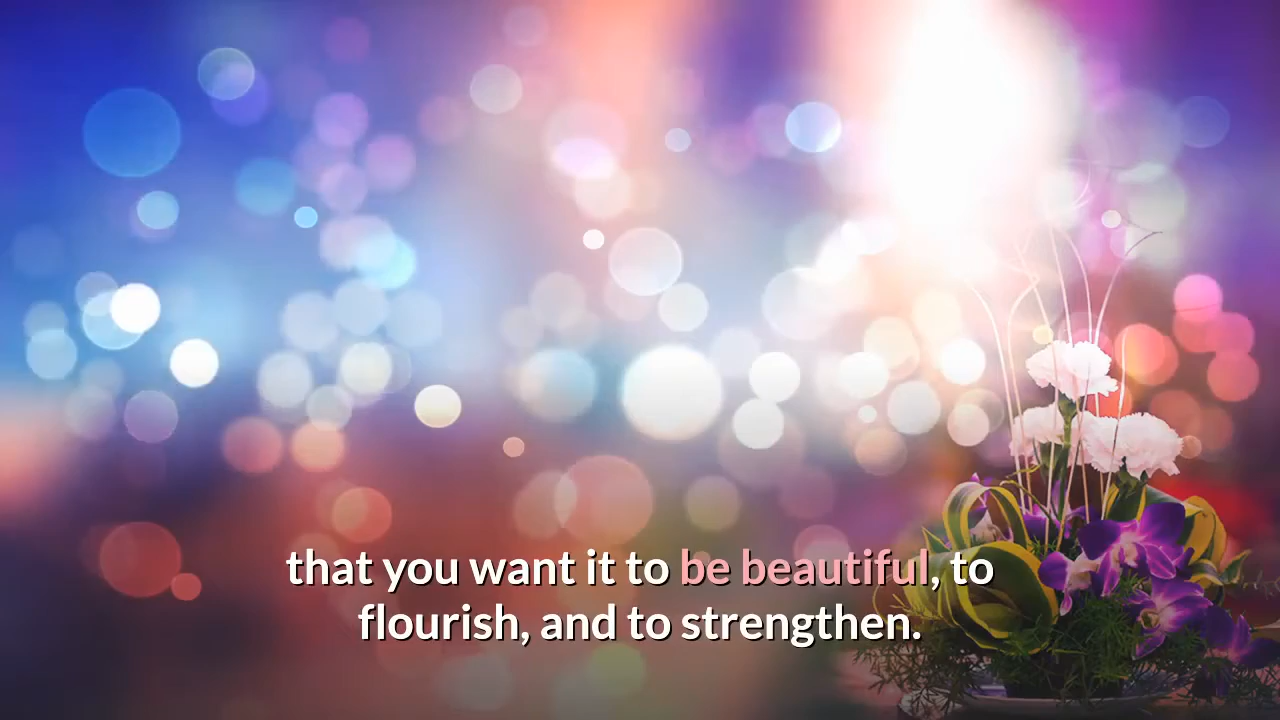 that you want it to be beautiful, to
flourish, and to strengthen.